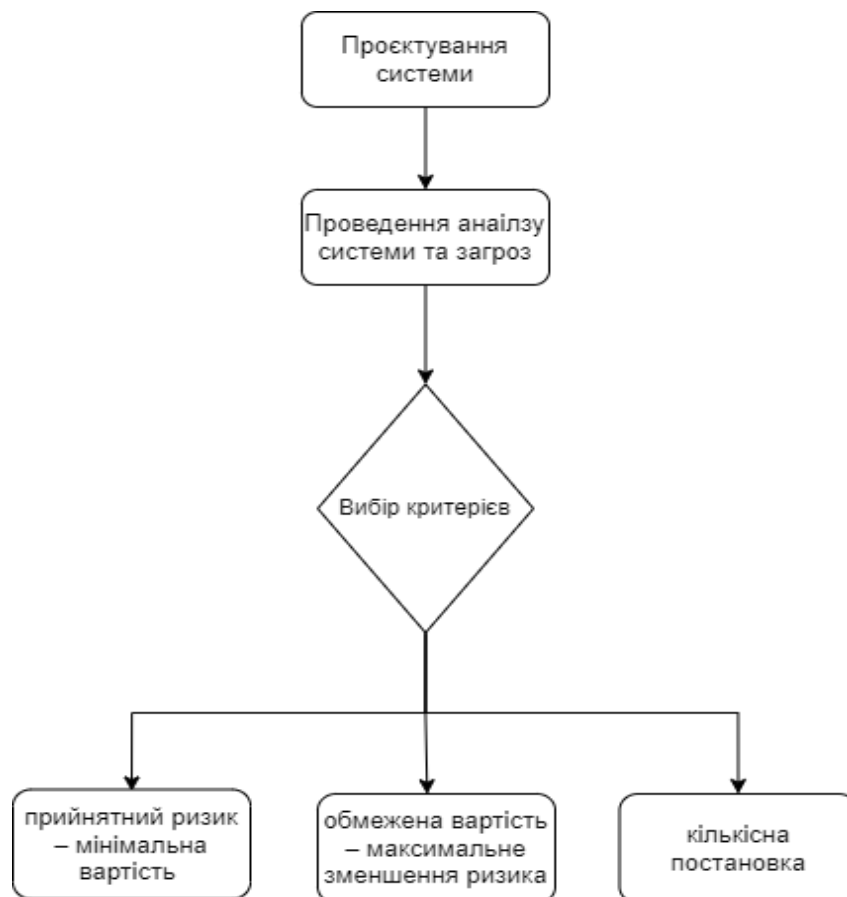 Проєктування
системи
Проведення анаілзу
системи та загроз
Вибір критерієв
прийнятний ризик
– мінімальна
вартість
обмежена вартість
– максимальне
зменшення ризика
кількісна
постановка